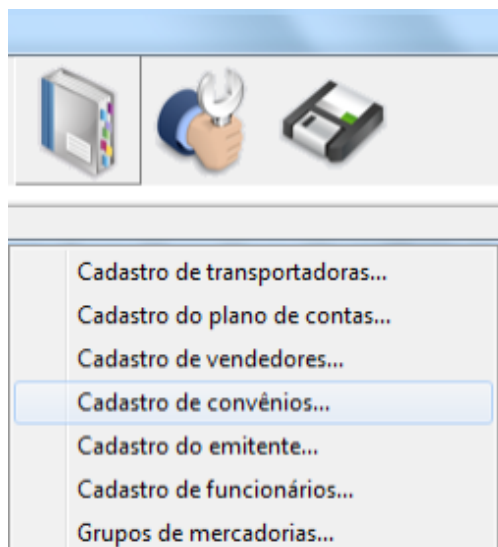 Cadastro de transportadoras...
Cadastro do plano de contas...
Cadastro de vendedores...
Cadastro de convênios...
Cadastro do emitente...
Cadastro de funcionários...
Grupos de mercadorias...